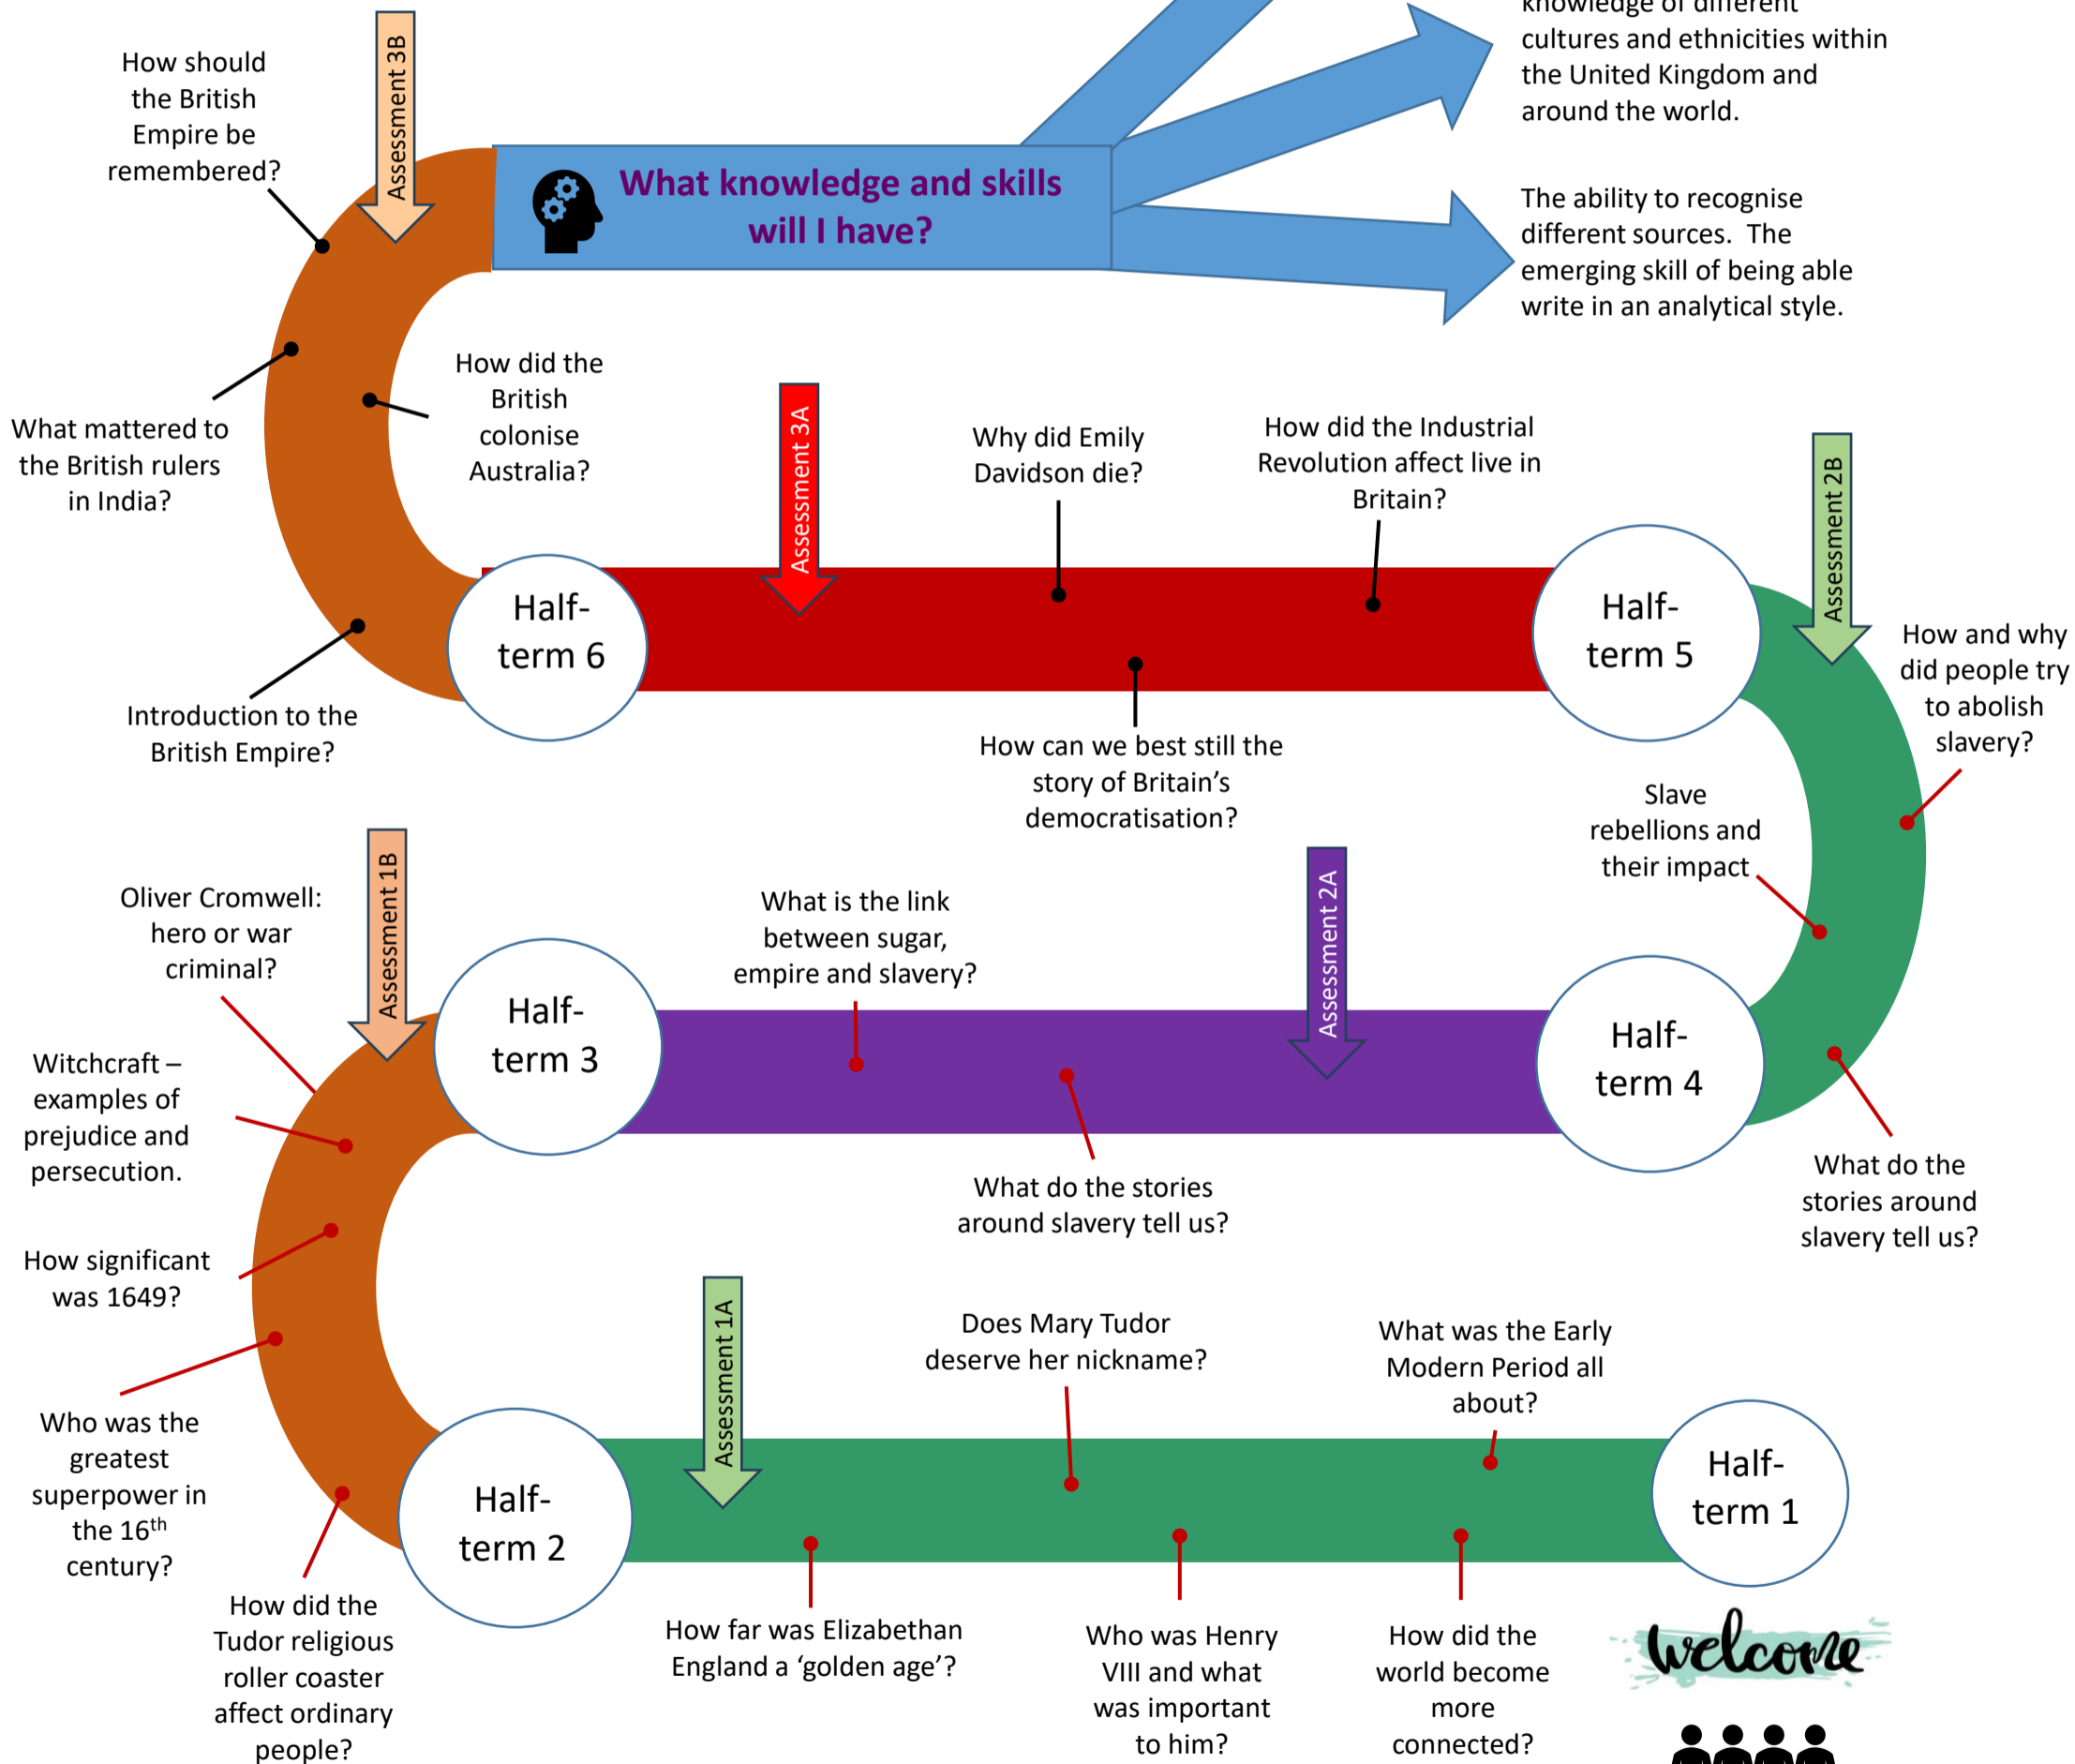 knowledge of different
cultures and ethnicities within
the United Kingdom and
around the world.
How should
the British
Empire be
remembered?
Assessment 3B
What knowledge and skills
will I have?
The ability to recognise
different sources.  The
emerging skill of being able
write in an analytical style.
What mattered to
the British rulers
in India?
How did the
British
colonise
Australia?
Assessment 3A
Why did Emily
Davidson die?
How did the Industrial
Revolution affect live in
Britain?
Assessment 2B
Half-
term 6
Half-
term 5
How and why
did people try
to abolish
slavery?
Introduction to the
British Empire?
How can we best still the
story of Britain’s
democratisation?
Slave
rebellions and
their impact
Assessment 1B
Oliver Cromwell:
hero or war
criminal?
What is the link
between sugar,
empire and slavery?
Assessment 2A
Half-
term 3
Half-
term 4
Witchcraft –
examples of
prejudice and
persecution.
What do the stories
around slavery tell us?
What do the
stories around
slavery tell us?
How significant
was 1649?
Assessment 1A
Does Mary Tudor
deserve her nickname?
What was the Early
Modern Period all
about?
Who was the
greatest
superpower in
the 16th
century?
Half-
term 2
Half-
term 1
How did the
Tudor religious
roller coaster
affect ordinary
people?
How far was Elizabethan
England a ‘golden age’?
Who was Henry
VIII and what
was important
to him?
How did the
world become
more
connected?
welcome